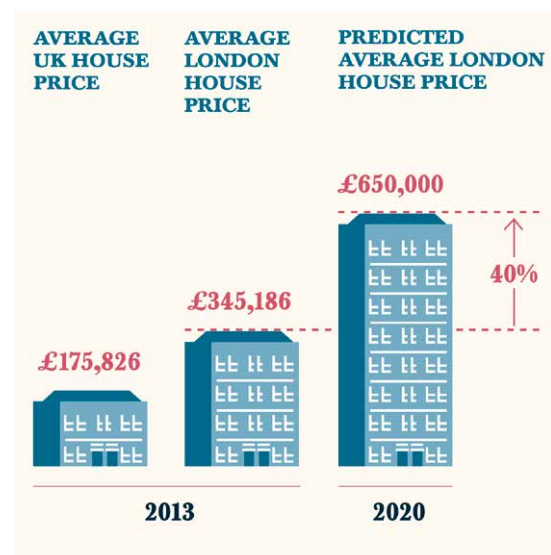 AVERAGE
UK HOUSE
PRICE
AVERAGE
LONDON
HOUSE
PRICE
PREDICTED
AVERAGE LONDON
HOUSE PRICE
£650,000
40%
£345,186
£175,826
2013
2020